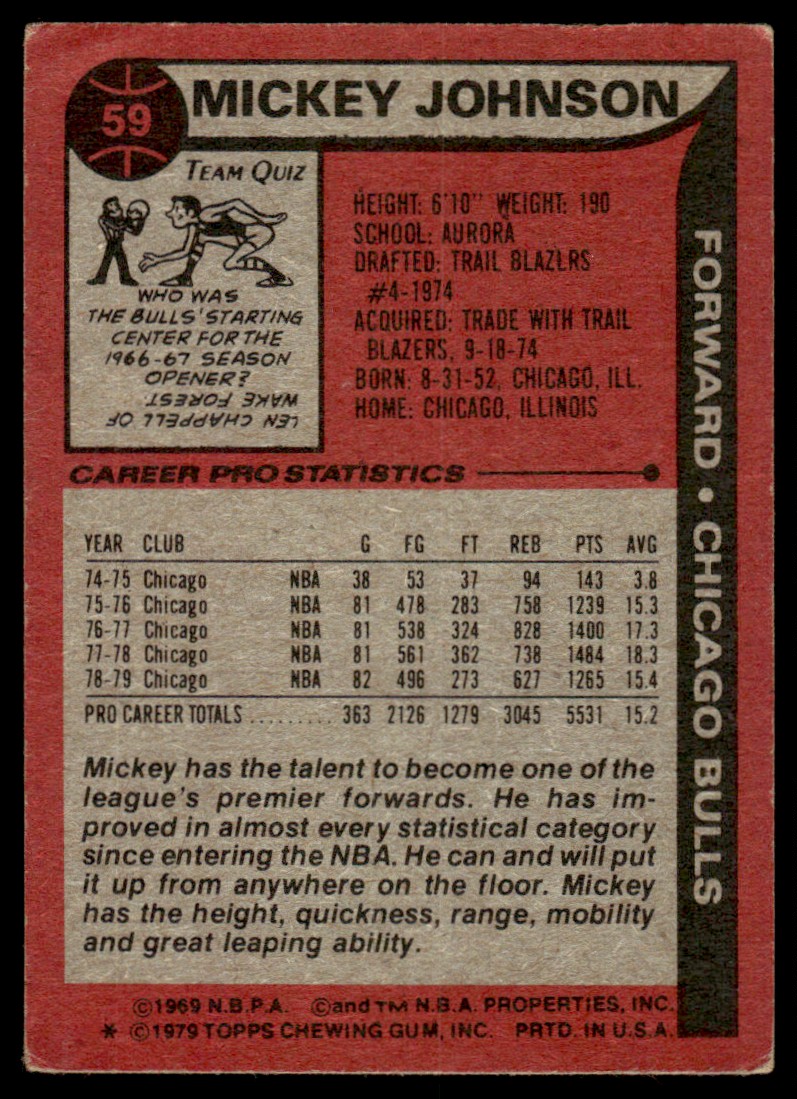 59
MICKEY JOHNSON
TEAM QUIZ
WHO WAS
THE BULLS' STARTING
CENTER FOR THE
1966-67 SEASON
OPENER?
LEN CHAPPELL OF
WAKE FOREST.
HEIGHT: 6'10" WEIGHT: 190
SCHOOL: AURORA
DRAFTED: TRAIL BLAZERS
#4-1974
ACQUIRED: TRADE WITH TRAIL
BLAZERS, 9-18-74
BORN: 8-31-52, CHICAGO, ILL.
HOME: CHICAGO, ILLINOIS
FORWARD • CHICAGO BULLS
CAREER PRO STATISTICS
YEAR CLUB G FG FT REB PTS AVG
74-75 Chicago NBA 38 53 37 94 143 3.8
75-76 Chicago NBA 81 478 283 758 1239 15.3
76-77 Chicago NBA 81 538 324 828 1400 17.3
77-78 Chicago NBA 81 561 362 738 1484 18.3
78-79 Chicago NBA 82 496 273 627 1265 15.4
PRO CAREER TOTALS ......... 363 2126 1279 3045 5531 15.2
Mickey has the talent to become one of the
league's premier forwards. He has im-
proved in almost every statistical category
since entering the NBA. He can and will put
it up from anywhere on the floor. Mickey
has the height, quickness, range, mobility
and great leaping ability.
©1969 N.B.P.A. ©and TM N.B.A. PROPERTIES, INC.
* ©1979 TOPPS CHEWING GUM, INC. PRTD. IN U.S.A.